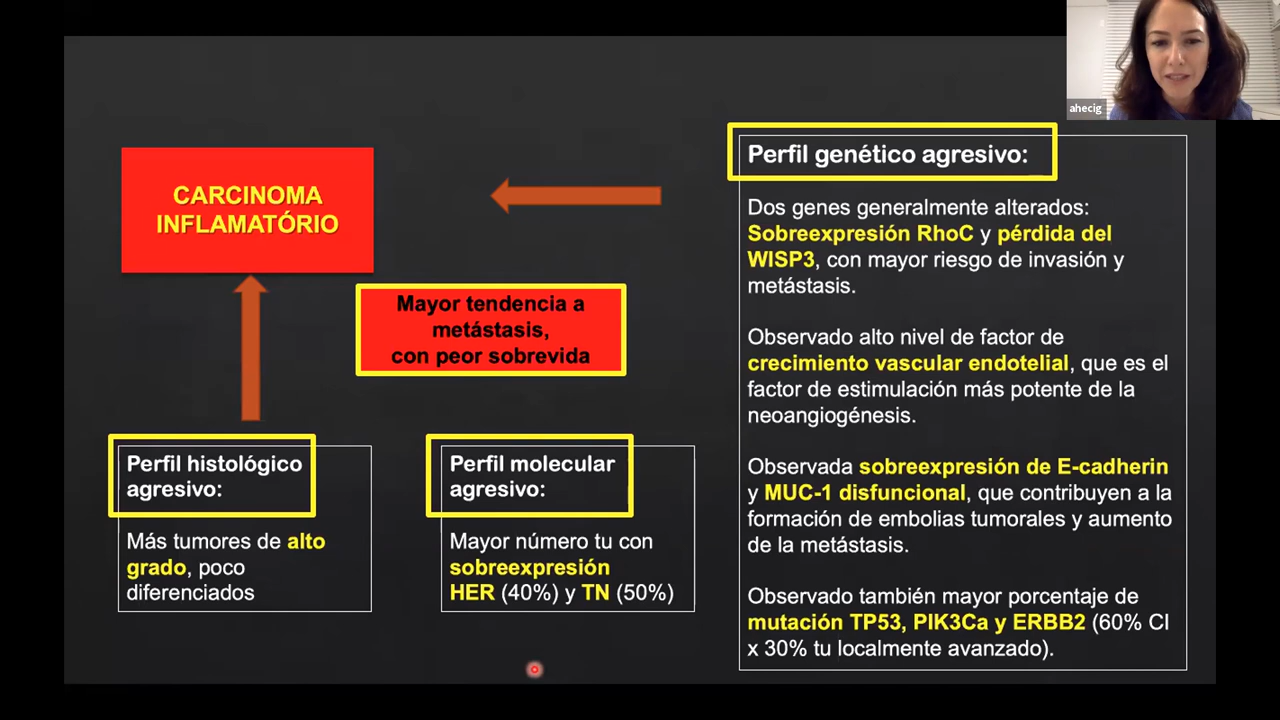 ahecig
CARCINOMA
INFLAMATÓRIO
Mayor tendencia a
metástasis,
con peor sobrevida
Perfil histológico
agresivo:
Más tumores de alto
grado, poco
diferenciados
Perfil molecular
agresivo:
Mayor número tu con
sobreexpresión
HER (40%) y TN (50%)
Perfil genético agresivo:
Dos genes generalmente alterados:
Sobreexpresión RhoC y pérdida del
WISP3, con mayor riesgo de invasión y
metástasis.
Observado alto nivel de factor de
crecimiento vascular endotelial, que es el
factor de estimulación más potente de la
neoangiogénesis.
Observada sobreexpresión de E-cadherin
y MUC-1 disfuncional, que contribuyen a la
formación de embolias tumorales y aumento
de la metástasis.
Observado también mayor porcentaje de
mutación TP53, PIK3Ca y ERBB2 (60% CI
x 30% tu localmente avanzado).